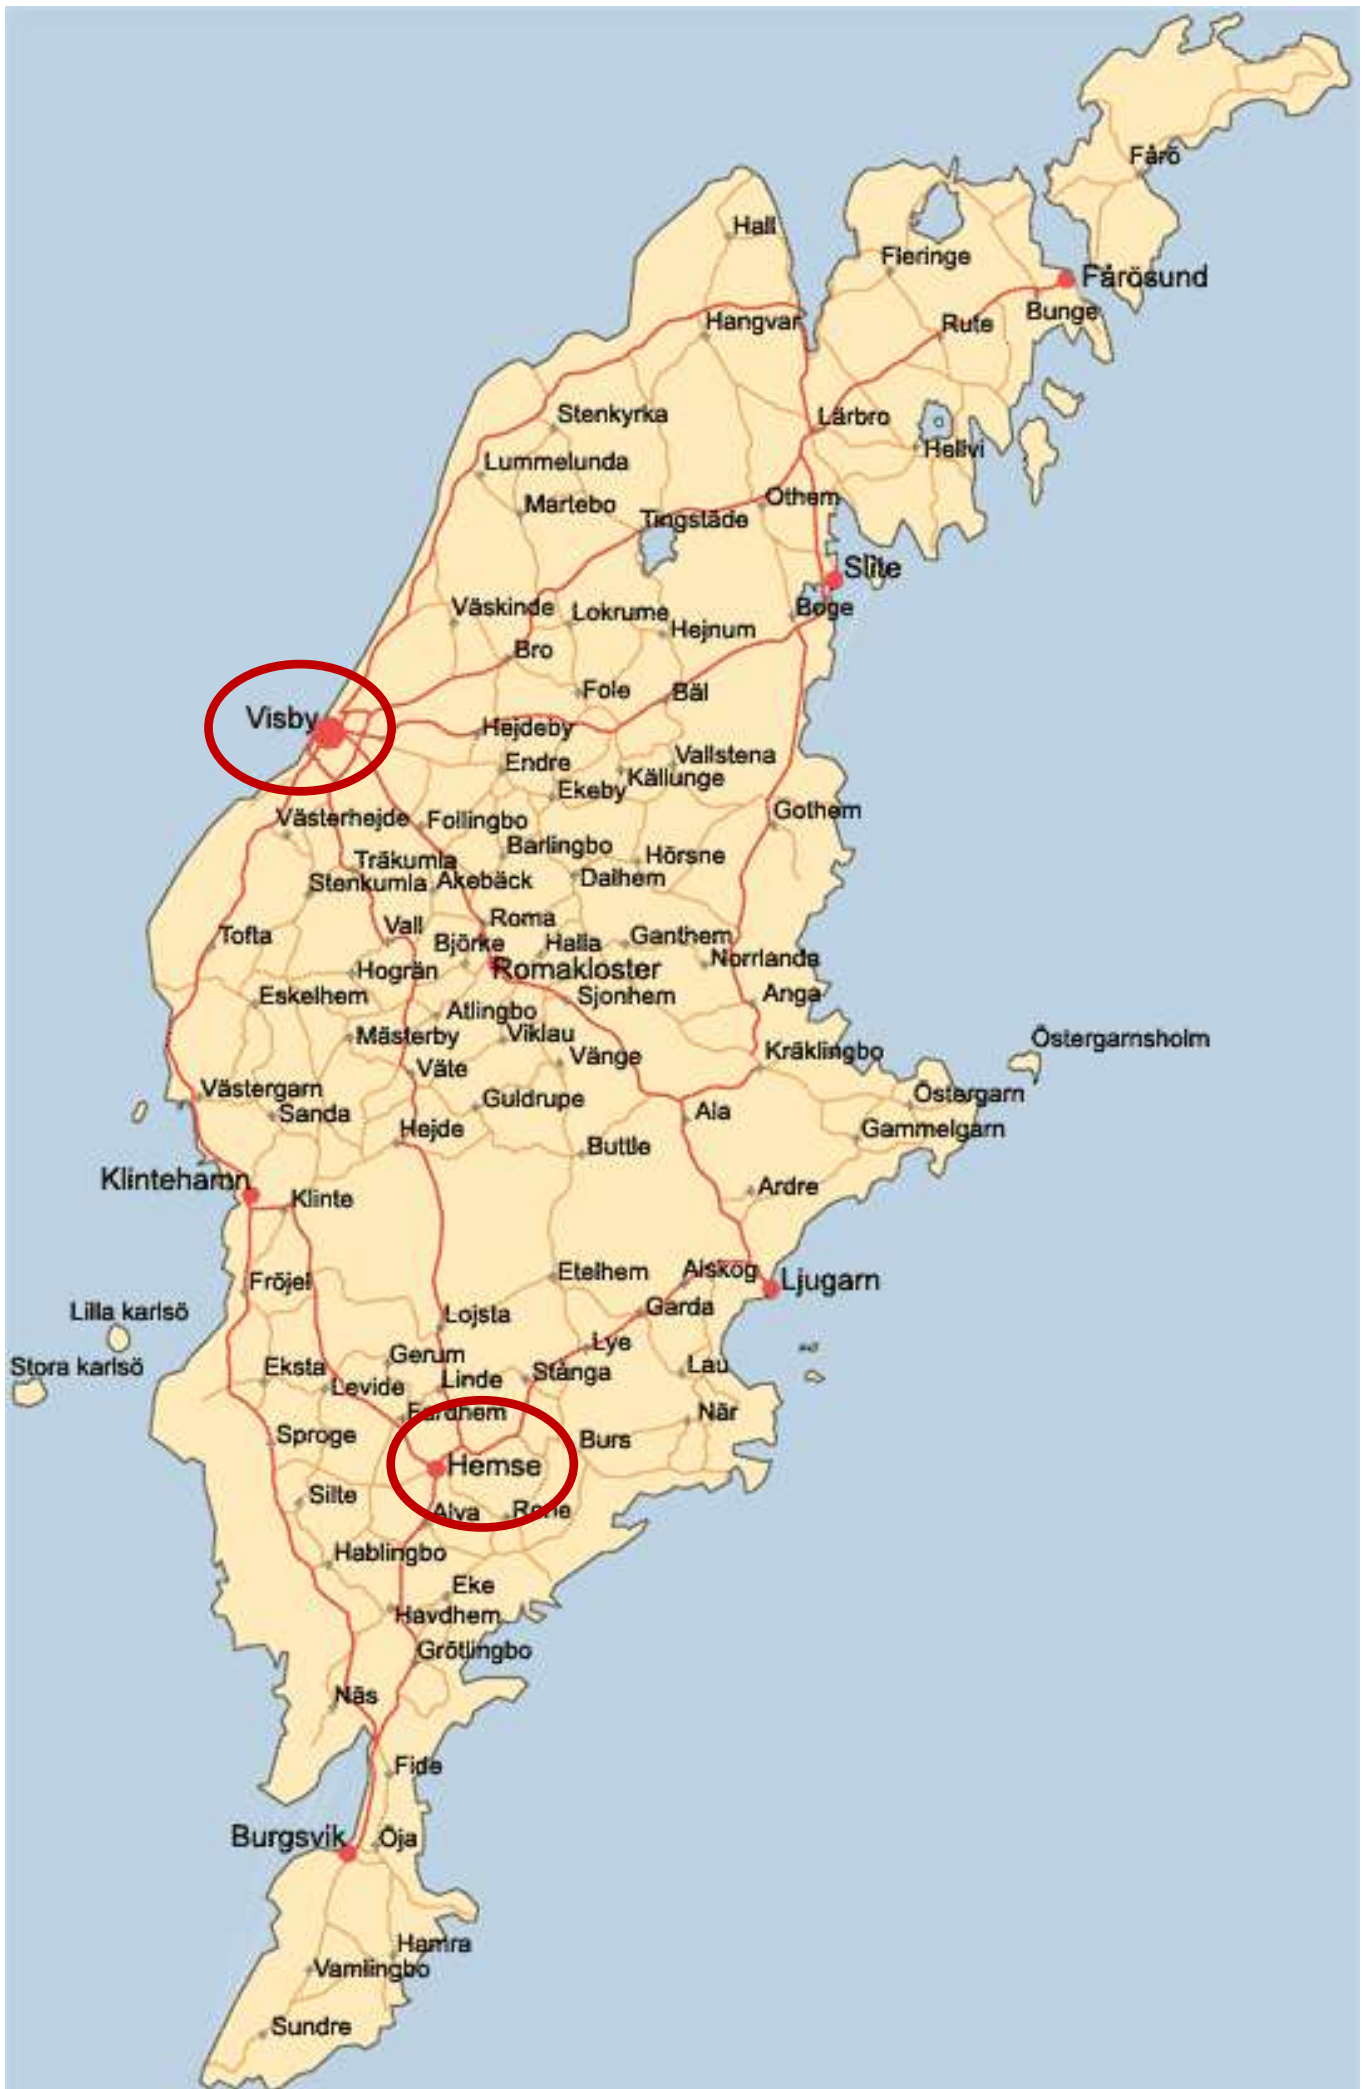 Fårö
Hall
Fleringe
Fårösund
Bunge
Hangvar
Rute
Stenkyrka
Lärbro
Hellvi
Lummelunda
Othem
Martebo
Tingstäde
Slite
Väskinde
Lokrume
Boge
Hejnum
Bro
Fole
Bäl
Visby
Hejdeby
Vallstena
Endre
Källunge
Ekeby
Gothem
Västerhejde
Follingbo
Barlingbo
Hörsne
Träkumla
Dalhem
Stenkumla
Akebäck
Roma
Vall
Tofta
Björke
Halla
Ganthem
Norrlanda
Romakloster
Hogrän
Eskelhem
Sjonhem
Anga
Atlingbo
Mästerby
Viklau
Östergarnsholm
Kräklingbo
Vänge
Väte
Västergarn
Östergarn
Guldrupe
Sanda
Ala
Hejde
Gammelgarn
Buttle
Klintehamn
Klinte
Ardre
Etelhem
Alskog
Ljugarn
Fröjel
Garda
Lilla karlsö
Lojsta
Lye
Gerum
Stora karlsö
Eksta
Lau
Stånga
Linde
Levide
Fardhem
När
Sproge
Burs
Hemse
Silte
Alva
Rone
Hablingbo
Eke
Havdhem
Grötlingbo
Näs
Fide
Burgsvik
Öja
Hamra
Vamlingbo
Sundre